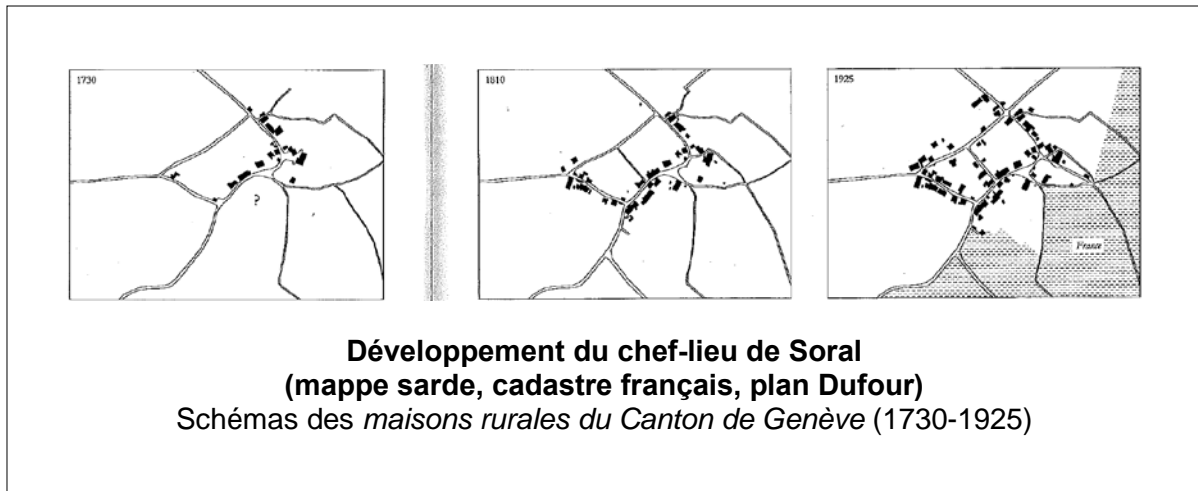 1730
1810
1925
?
France
Développement du chef-lieu de Soral
(mappe sarde, cadastre français, plan Dufour)
Schémas des maisons rurales du Canton de Genève (1730-1925)